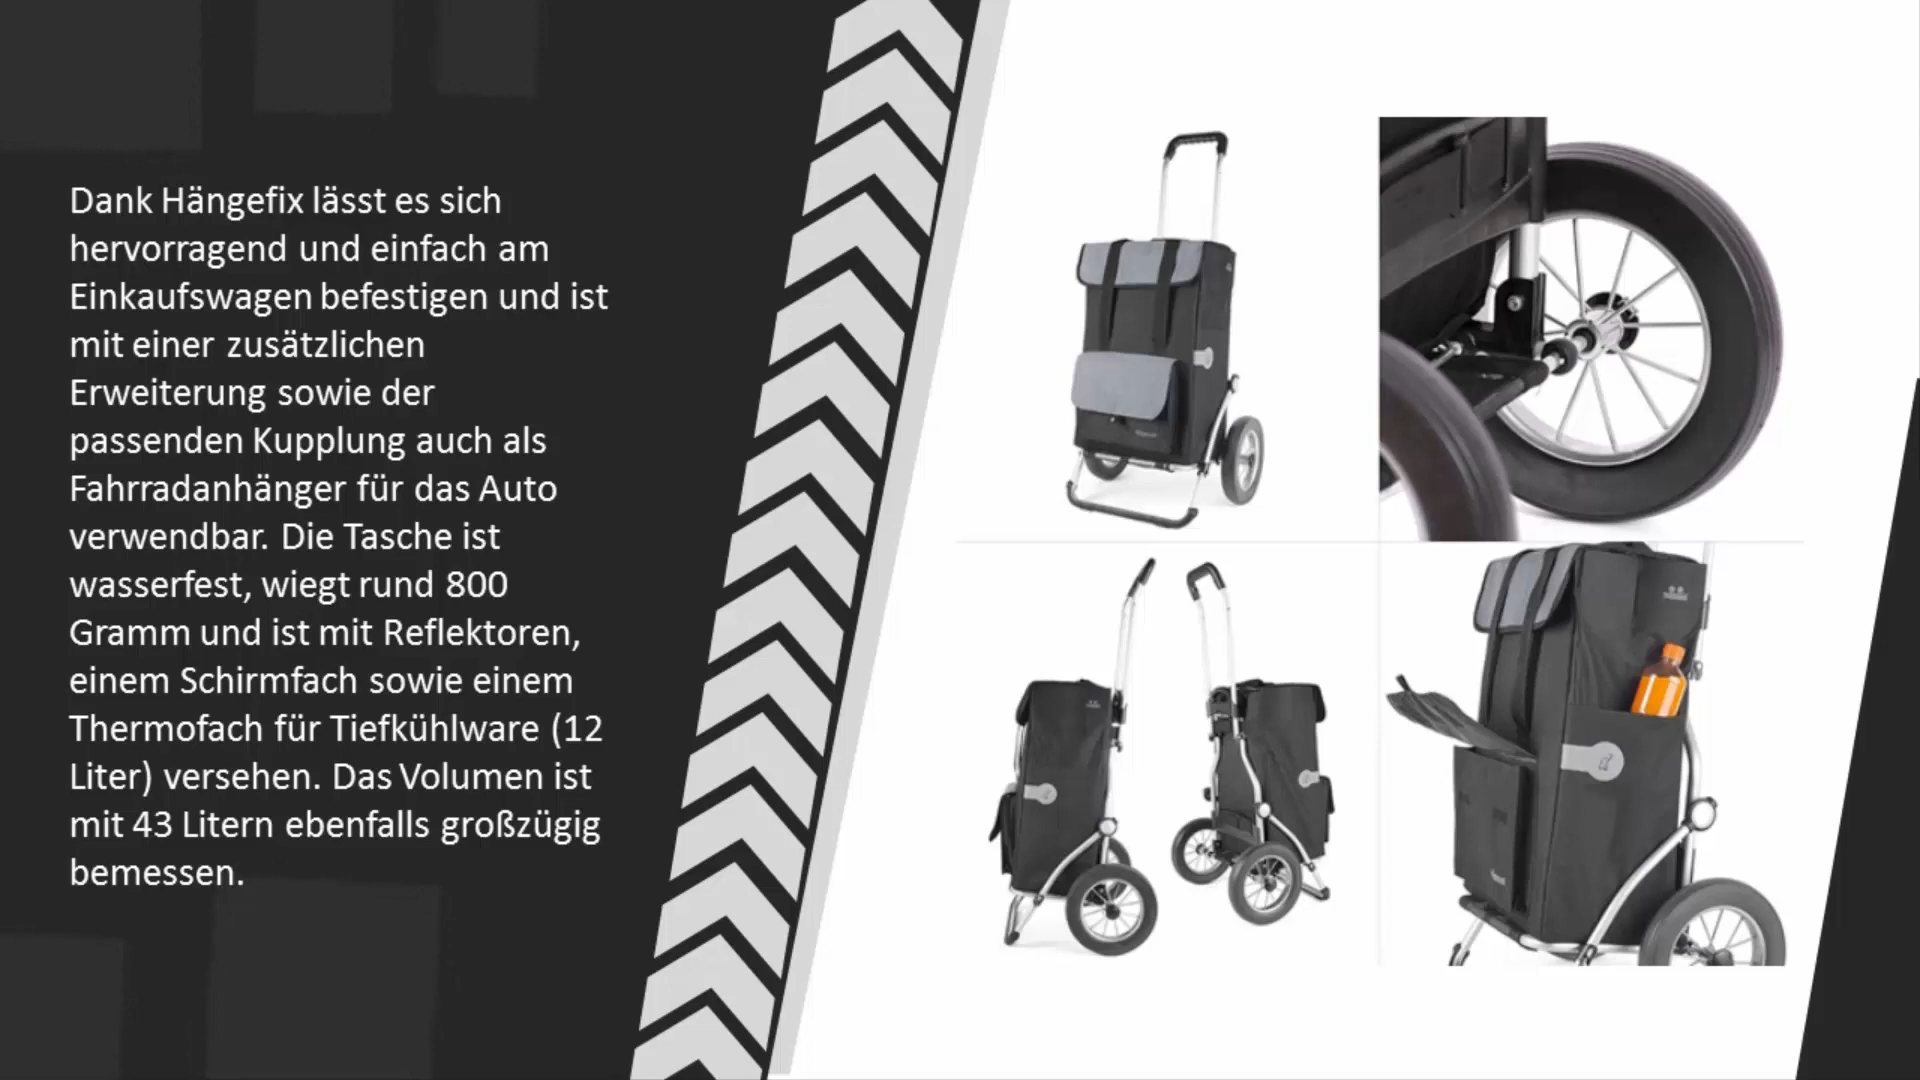 Dank Hängefix lässt es sich
hervorragend und einfach am
Einkaufswagen befestigen und ist
mit einer zusätzlichen
Erweiterung sowie der
passenden Kupplung auch als
Fahrradanhänger für das Auto
verwendbar. Die Tasche ist
wasserfest, wiegt rund 800
Gramm und ist mit Reflektoren,
einem Schirmfach sowie einem
Thermofach für Tiefkühlware (12
Liter) versehen. Das Volumen ist
mit 43 Litern ebenfalls großzügig
bemessen.